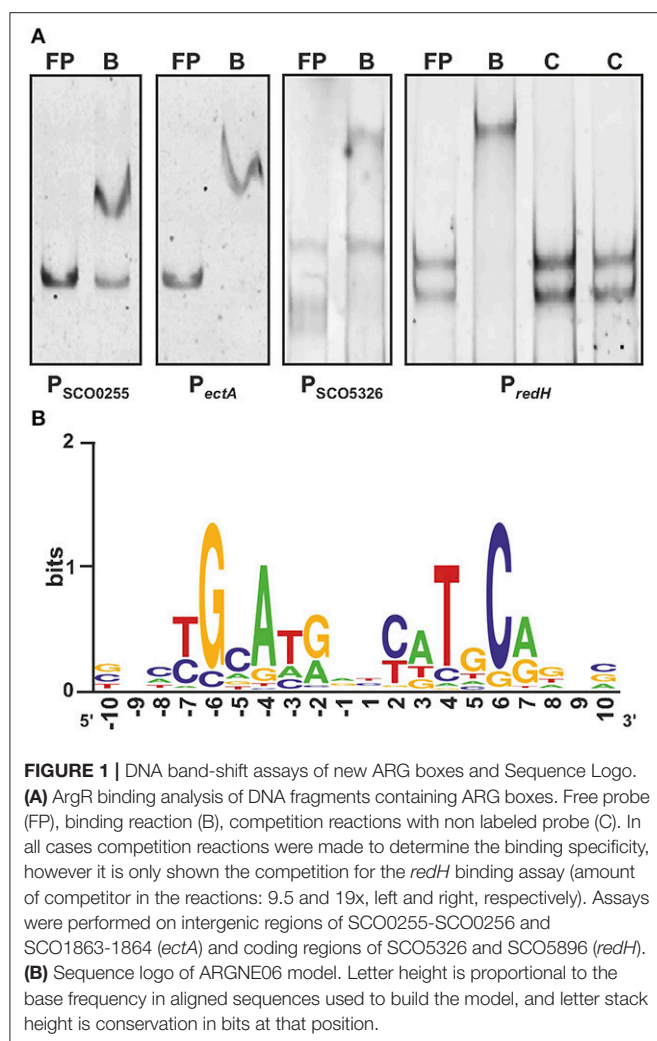 A
FP B FP B FP B FP B C C
PSCO0255 PectA PSCO5326 PredH
B
2
1
0
bits
T G C A T G C A T G C A
5' -10 -9 -8 -7 -6 -5 -4 -3 -2 -1 1 2 3 4 5 6 7 8 9 10 3'
FIGURE 1 | DNA band-shift assays of new ARG boxes and Sequence Logo.
(A) ArgR binding analysis of DNA fragments containing ARG boxes. Free probe
(FP), binding reaction (B), competition reactions with non labeled probe (C). In
all cases competition reactions were made to determine the binding specificity,
however it is only shown the competition for the redH binding assay (amount
of competitor in the reactions: 9.5 and 19x, left and right, respectively). Assays
were performed on intergenic regions of SCO0255-SCO0256 and
SCO1863-1864 (ectA) and coding regions of SCO5326 and SCO5896 (redH).
(B) Sequence logo of ARGNE06 model. Letter height is proportional to the
base frequency in aligned sequences used to build the model, and letter stack
height is conservation in bits at that position.